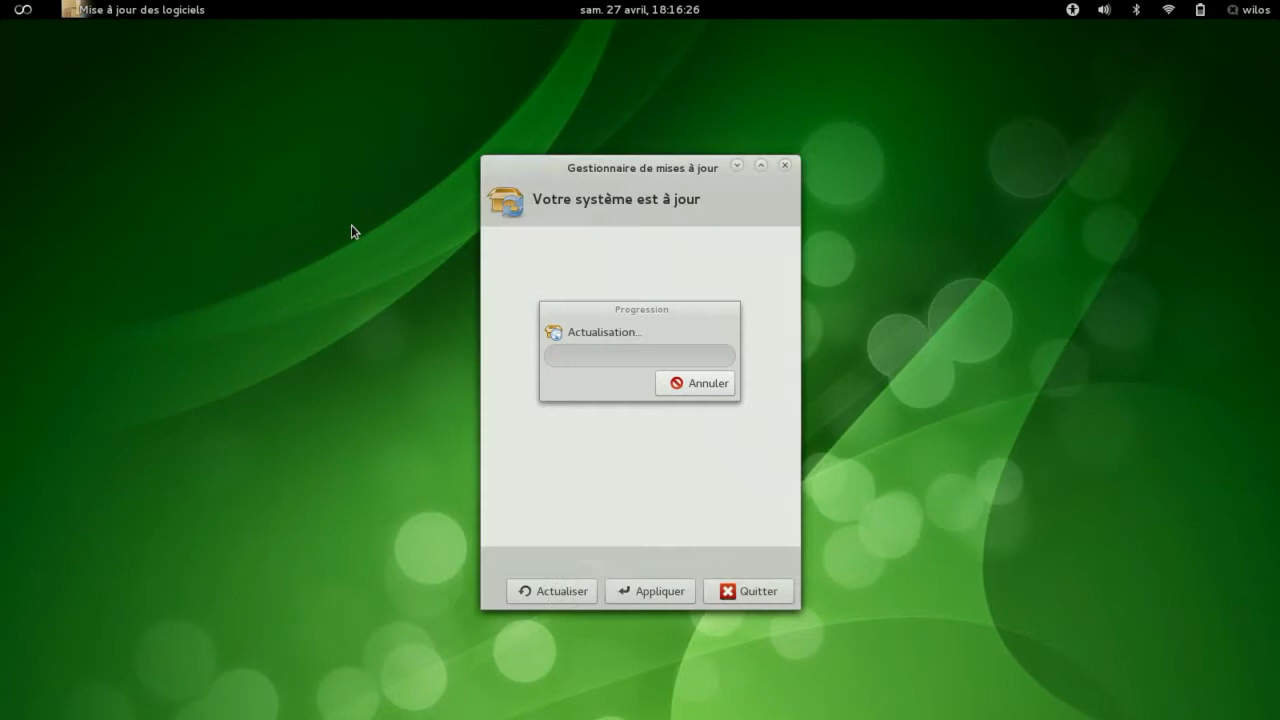 Mise à jour des logiciels
sam. 27 avril, 18:16:26
wilos
Gestionnaire de mises à jour
Votre système est à jour
Progression
Actualisation...
Annuler
Actualiser
Appliquer
Quitter